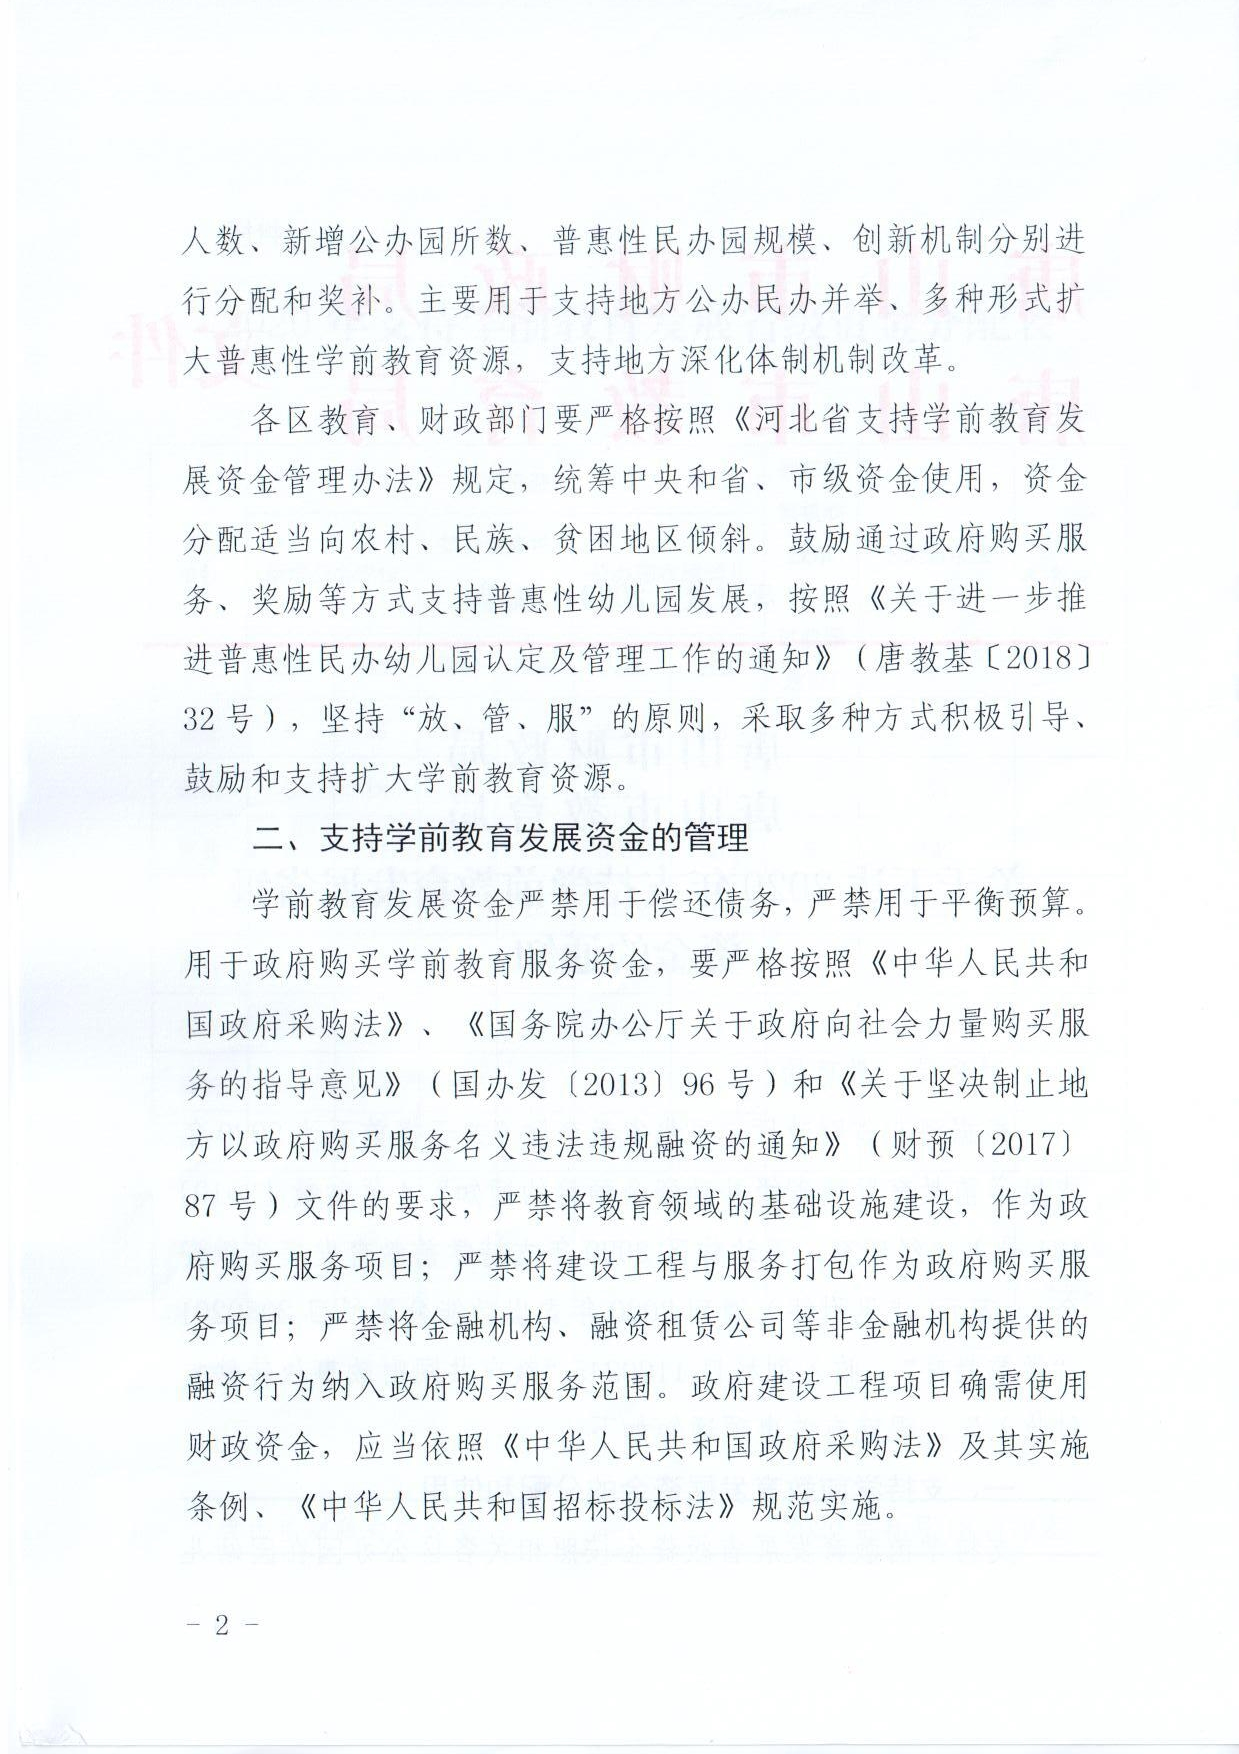 人数、新增公办园所数、普惠性民办园规模、创新机制分别进
行分配和奖补。主要用于支持地方公办民办并举、多种形式扩
大普惠性学前教育资源，支持地方深化体制机制改革。
各区教育、财政部门要严格按照《河北省支持学前教育发
展资金管理办法》规定，统筹中央和省、市级资金使用，资金
分配适当向农村、民族、贫困地区倾斜。鼓励通过政府购买服
务、奖励等方式支持普惠性幼儿园发展，按照《关于进一步推
进普惠性民办幼儿园认定及管理工作的通知》（唐教基〔2018〕
32号），坚持“放、管、服”的原则，采取多种方式积极引导、
鼓励和支持扩大学前教育资源。
二、支持学前教育发展资金的管理
学前教育发展资金严禁用于偿还债务，严禁用于平衡预算。
用于政府购买学前教育服务资金，要严格按照《中华人民共和
国政府采购法》、《国务院办公厅关于政府向社会力量购买服
务的指导意见》（国办发〔2013〕96号）和《关于坚决制止地
方以政府购买服务名义违法违规融资的通知》（财预〔2017〕
87号）文件的要求，严禁将教育领域的基础设施建设，作为政
府购买服务项目；严禁将建设工程与服务打包作为政府购买服
务项目；严禁将金融机构、融资租赁公司等非金融机构提供的
融资行为纳入政府购买服务范围。政府建设工程项目确需使用
财政资金，应当依照《中华人民共和国政府采购法》及其实施
条例、《中华人民共和国招标投标法》规范实施。
- 2 -